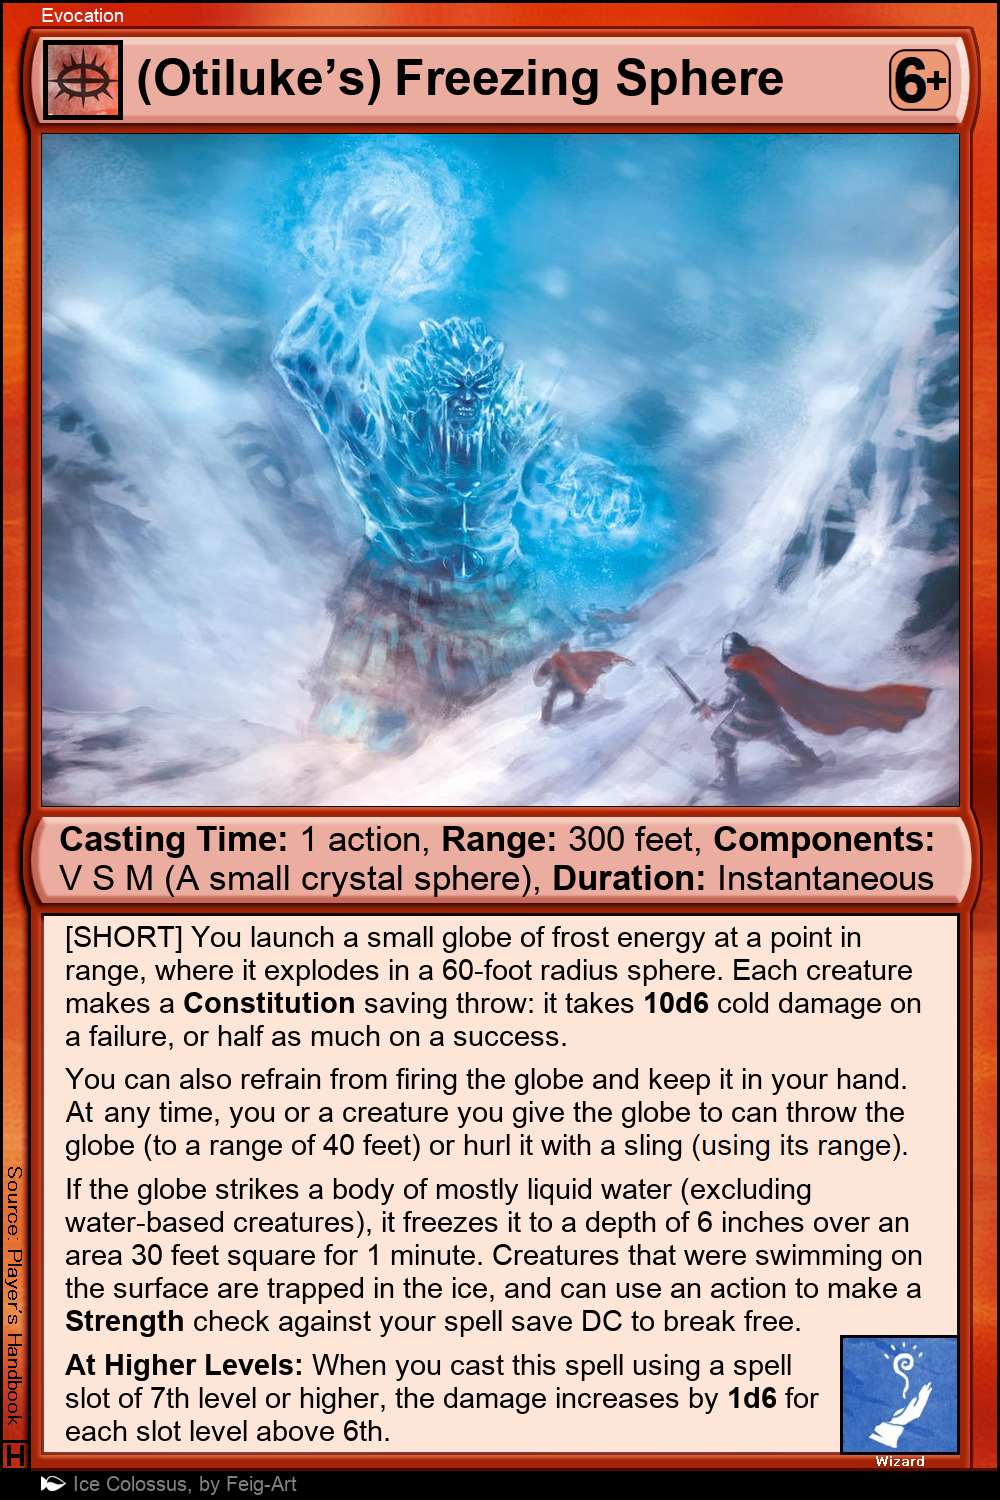 Evocation
(Otiluke’s) Freezing Sphere
6+
Casting Time: 1 action, Range: 300 feet, Components:
V S M (A small crystal sphere), Duration: Instantaneous
[SHORT] You launch a small globe of frost energy at a point in
range, where it explodes in a 60-foot radius sphere. Each creature
makes a Constitution saving throw: it takes 10d6 cold damage on
a failure, or half as much on a success.
You can also refrain from firing the globe and keep it in your hand.
At any time, you or a creature you give the globe to can throw the
globe (to a range of 40 feet) or hurl it with a sling (using its range).
If the globe strikes a body of mostly liquid water (excluding
water-based creatures), it freezes it to a depth of 6 inches over an
area 30 feet square for 1 minute. Creatures that were swimming on
the surface are trapped in the ice, and can use an action to make a
Strength check against your spell save DC to break free.
At Higher Levels: When you cast this spell using a spell
slot of 7th level or higher, the damage increases by 1d6 for
each slot level above 6th.
Wizard
Source: Player's Handbook
H
Ice Colossus, by Feig-Art